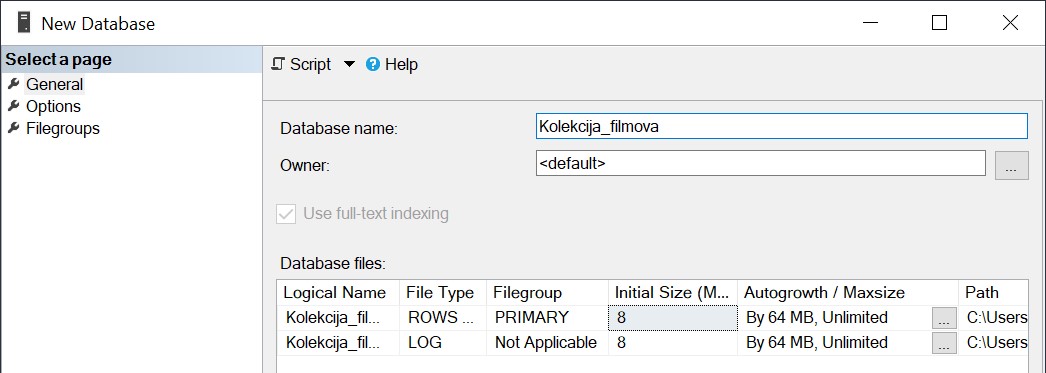 New Database
Select a page
General
Options
Filegroups
Script Help
Database name: Kolekcija_filmova
Owner: <default> ...
Use full-text indexing
Database files:
Logical Name File Type Filegroup Initial Size (M... Autogrowth / Maxsize Path
Kolekcija_fil... ROWS ... PRIMARY 8 By 64 MB, Unlimited ... C:\Users
Kolekcija_fil... LOG Not Applicable 8 By 64 MB, Unlimited ... C:\Users